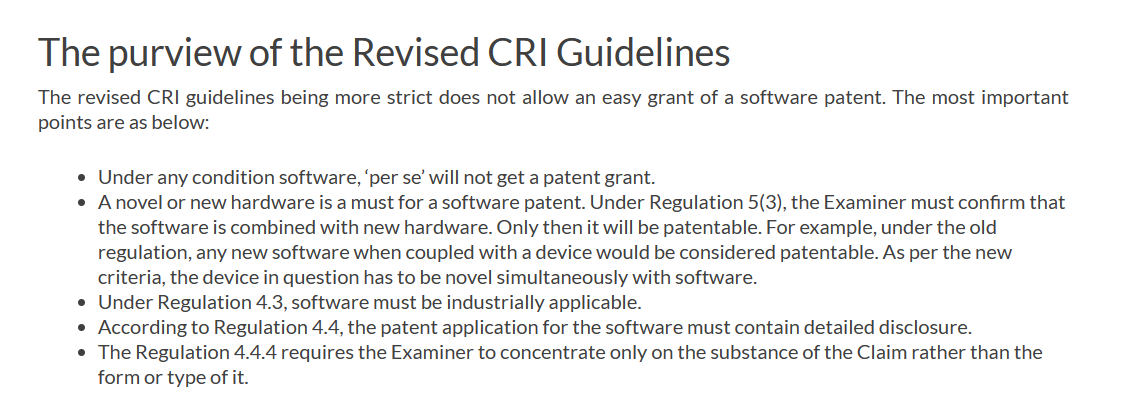 The purview of the Revised CRI Guidelines
The revised CRI guidelines being more strict does not allow an easy grant of a software patent. The most important
points are as below:
• Under any condition software, ‘per se’ will not get a patent grant.
• A novel or new hardware is a must for a software patent. Under Regulation 5(3), the Examiner must confirm that
the software is combined with new hardware. Only then it will be patentable. For example, under the old
regulation, any new software when coupled with a device would be considered patentable. As per the new
criteria, the device in question has to be novel simultaneously with software.
• Under Regulation 4.3, software must be industrially applicable.
• According to Regulation 4.4, the patent application for the software must contain detailed disclosure.
• The Regulation 4.4.4 requires the Examiner to concentrate only on the substance of the Claim rather than the
form or type of it.